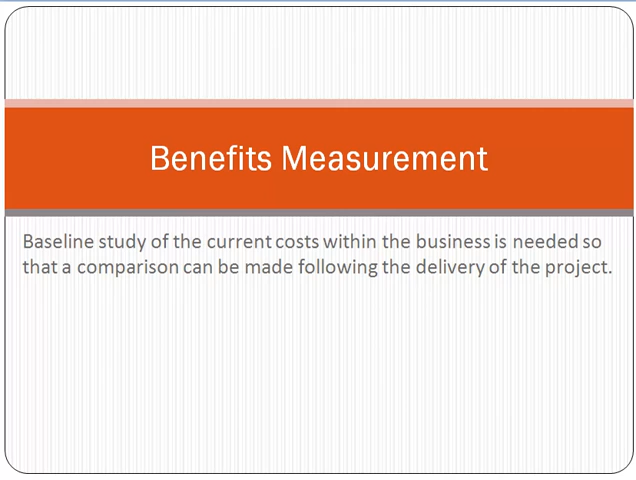 Benefits Measurement
Baseline study of the current costs within the business is needed so
that a comparison can be made following the delivery of the project.